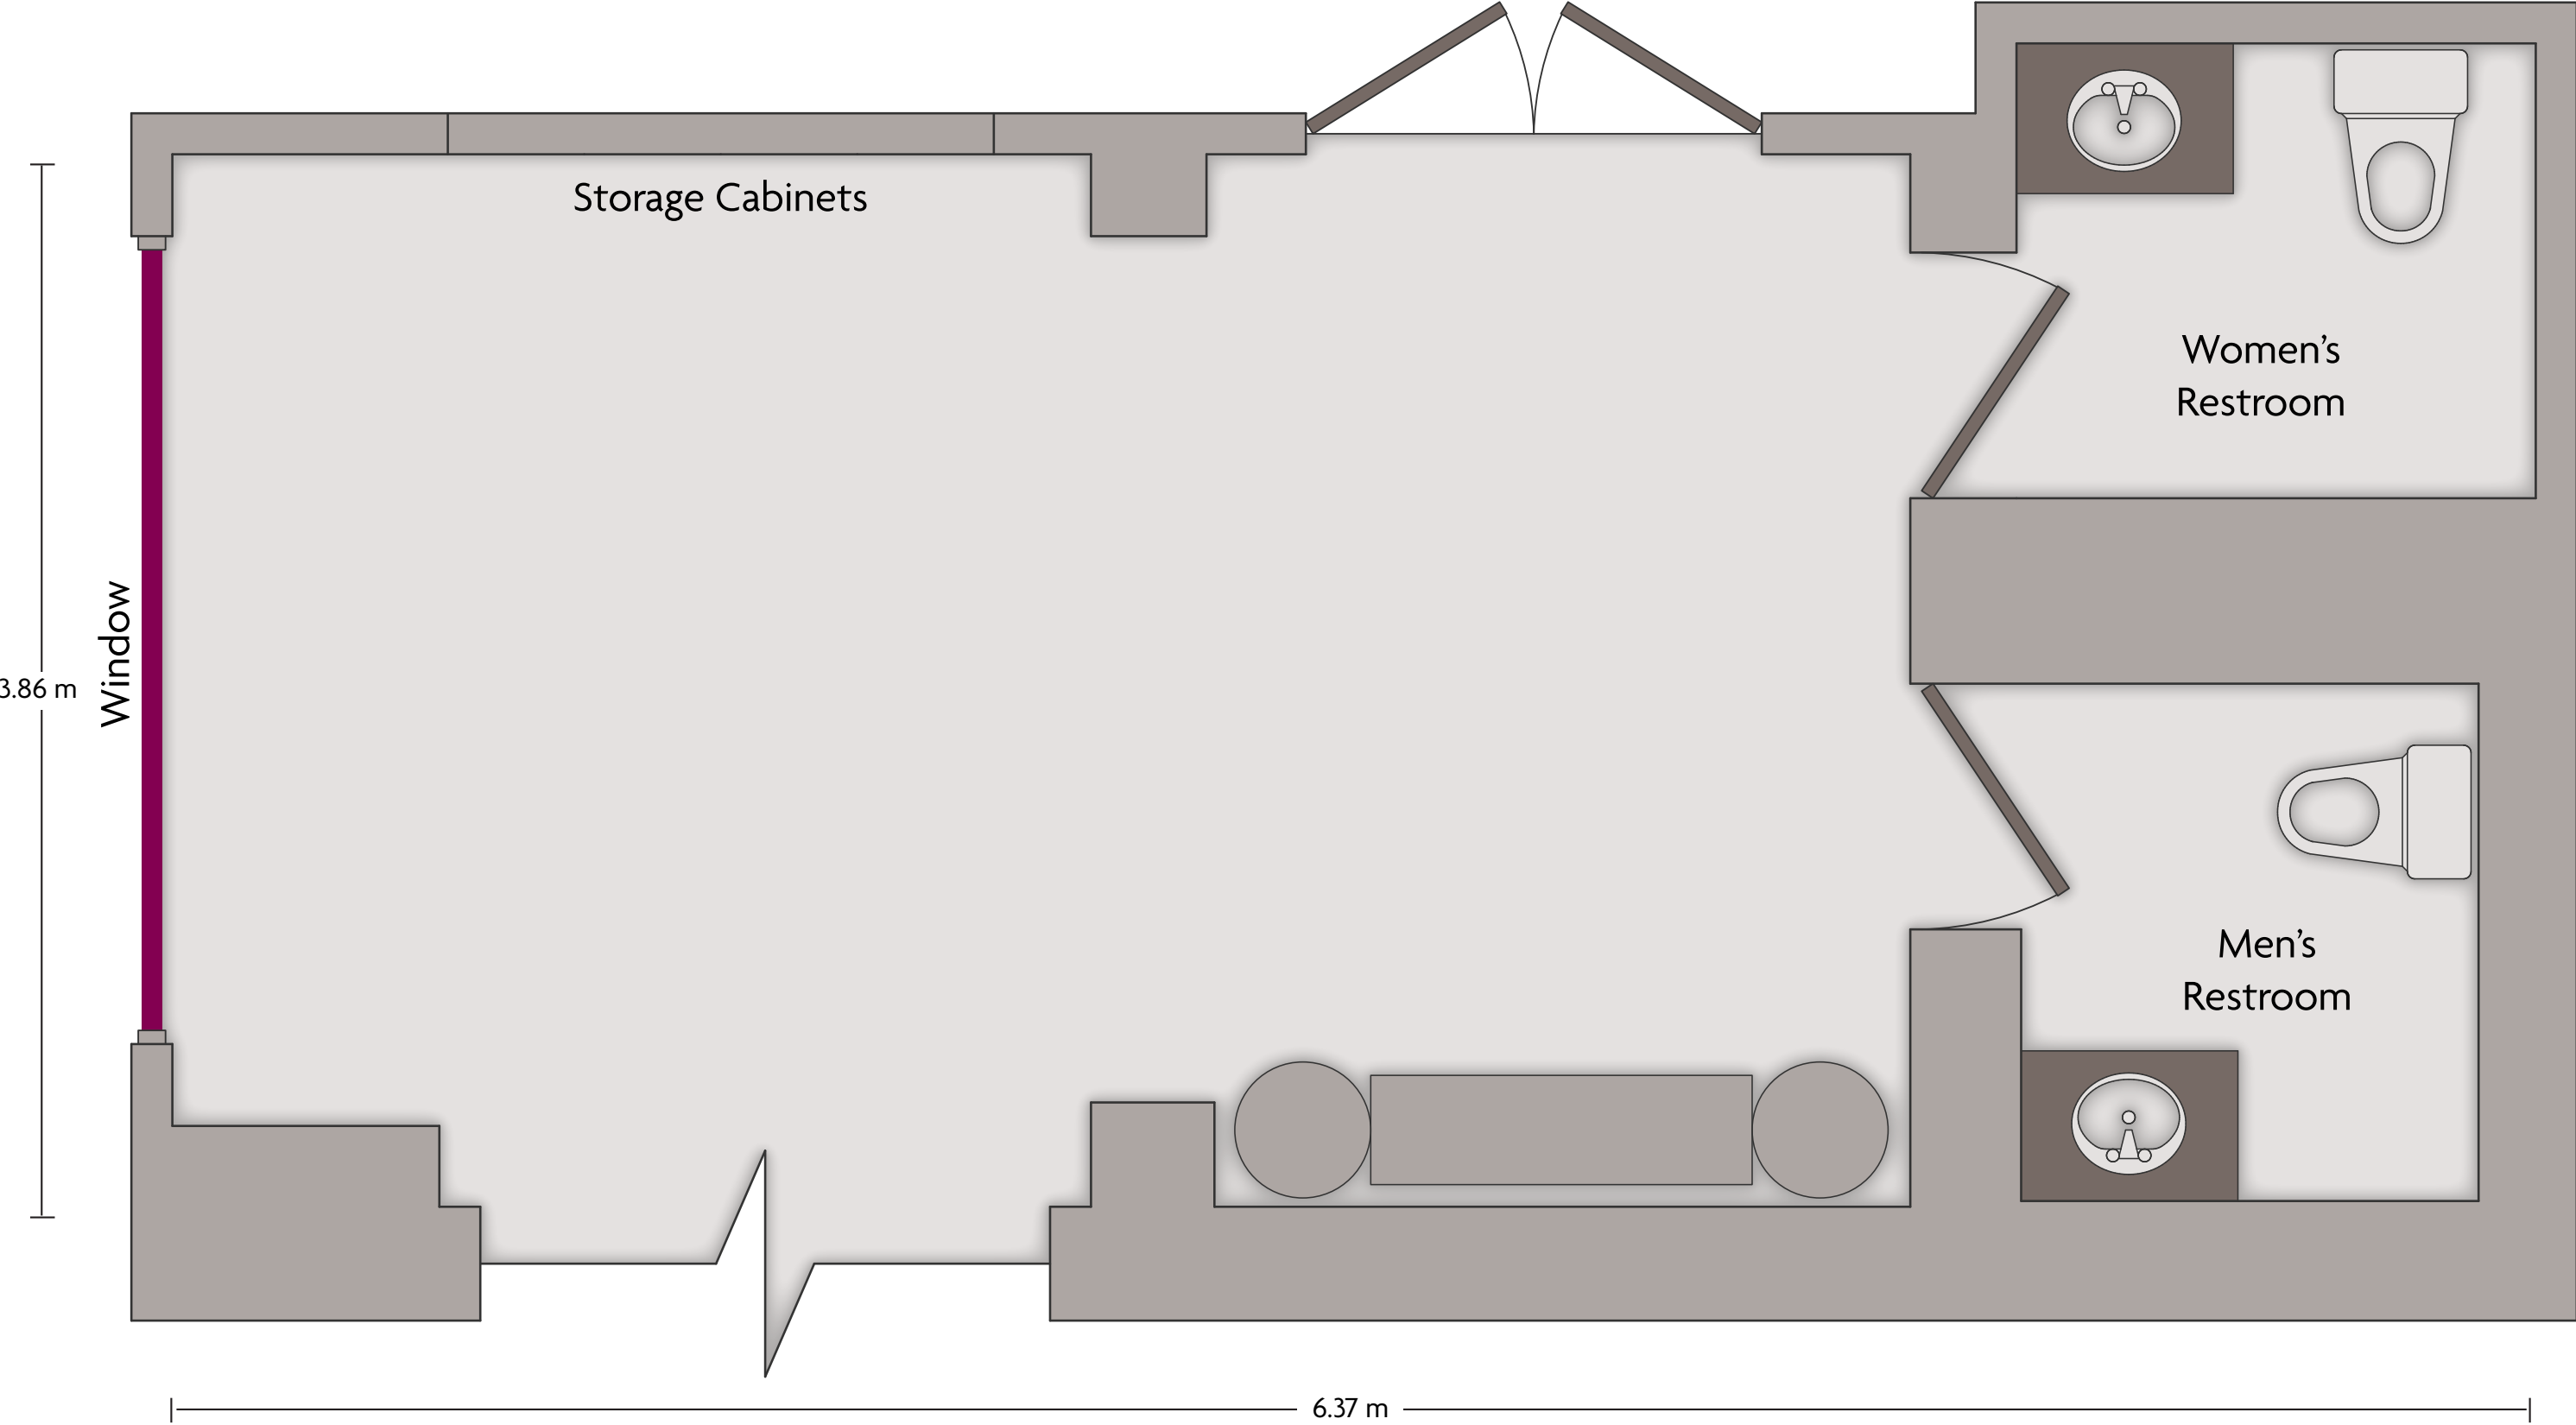 Storage Cabinets
Women's
Restroom
Window
3.86 m
Men's
Restroom
6.37 m